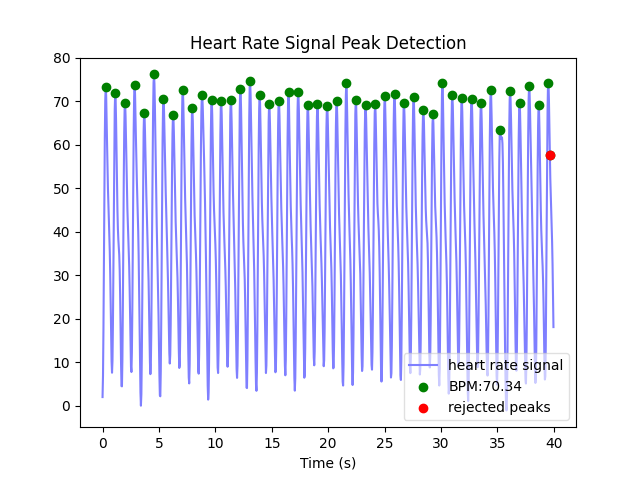 Heart Rate Signal Peak Detection
80
70
60
50
40
30
20
10
0
heart rate signal
BPM:70.34
rejected peaks
0 5 10 15 20 25 30 35 40
Time (s)